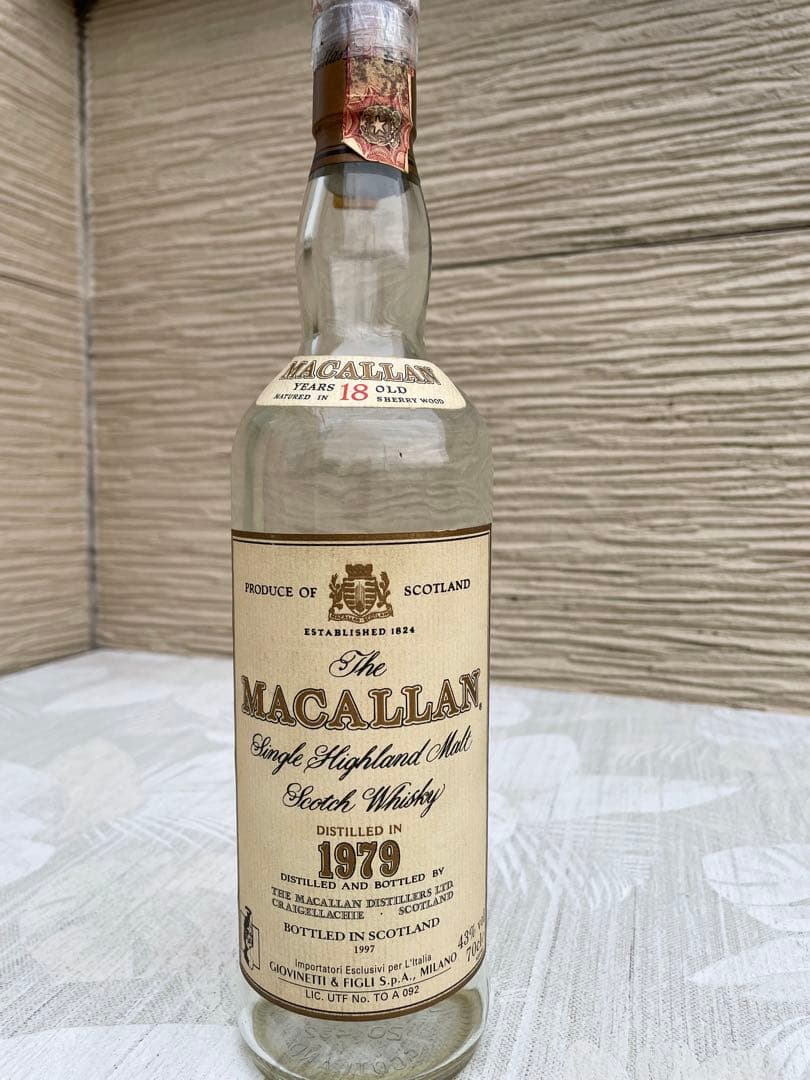 MACALLAN
YEARS 18 OLD
MATURED IN SHERRY WOOD
PRODUCE OF SCOTLAND
ESTABLISHED 1824
The
MACALLAN.
Single Highland Malt
Scotch Whisky
DISTILLED IN
1979
DISTILLED AND BOTTLED BY
THE MACALLAN DISTILLERS LTD.
CRAIGELLACHIE · SCOTLAND
BOTTLED IN SCOTLAND
1997
43% vol
70cl
Importatori Esclusivi per L'Italia
GIOVINETTI & FIGLI S.p.A., MILANO
LIC. UTF No. TO A 092